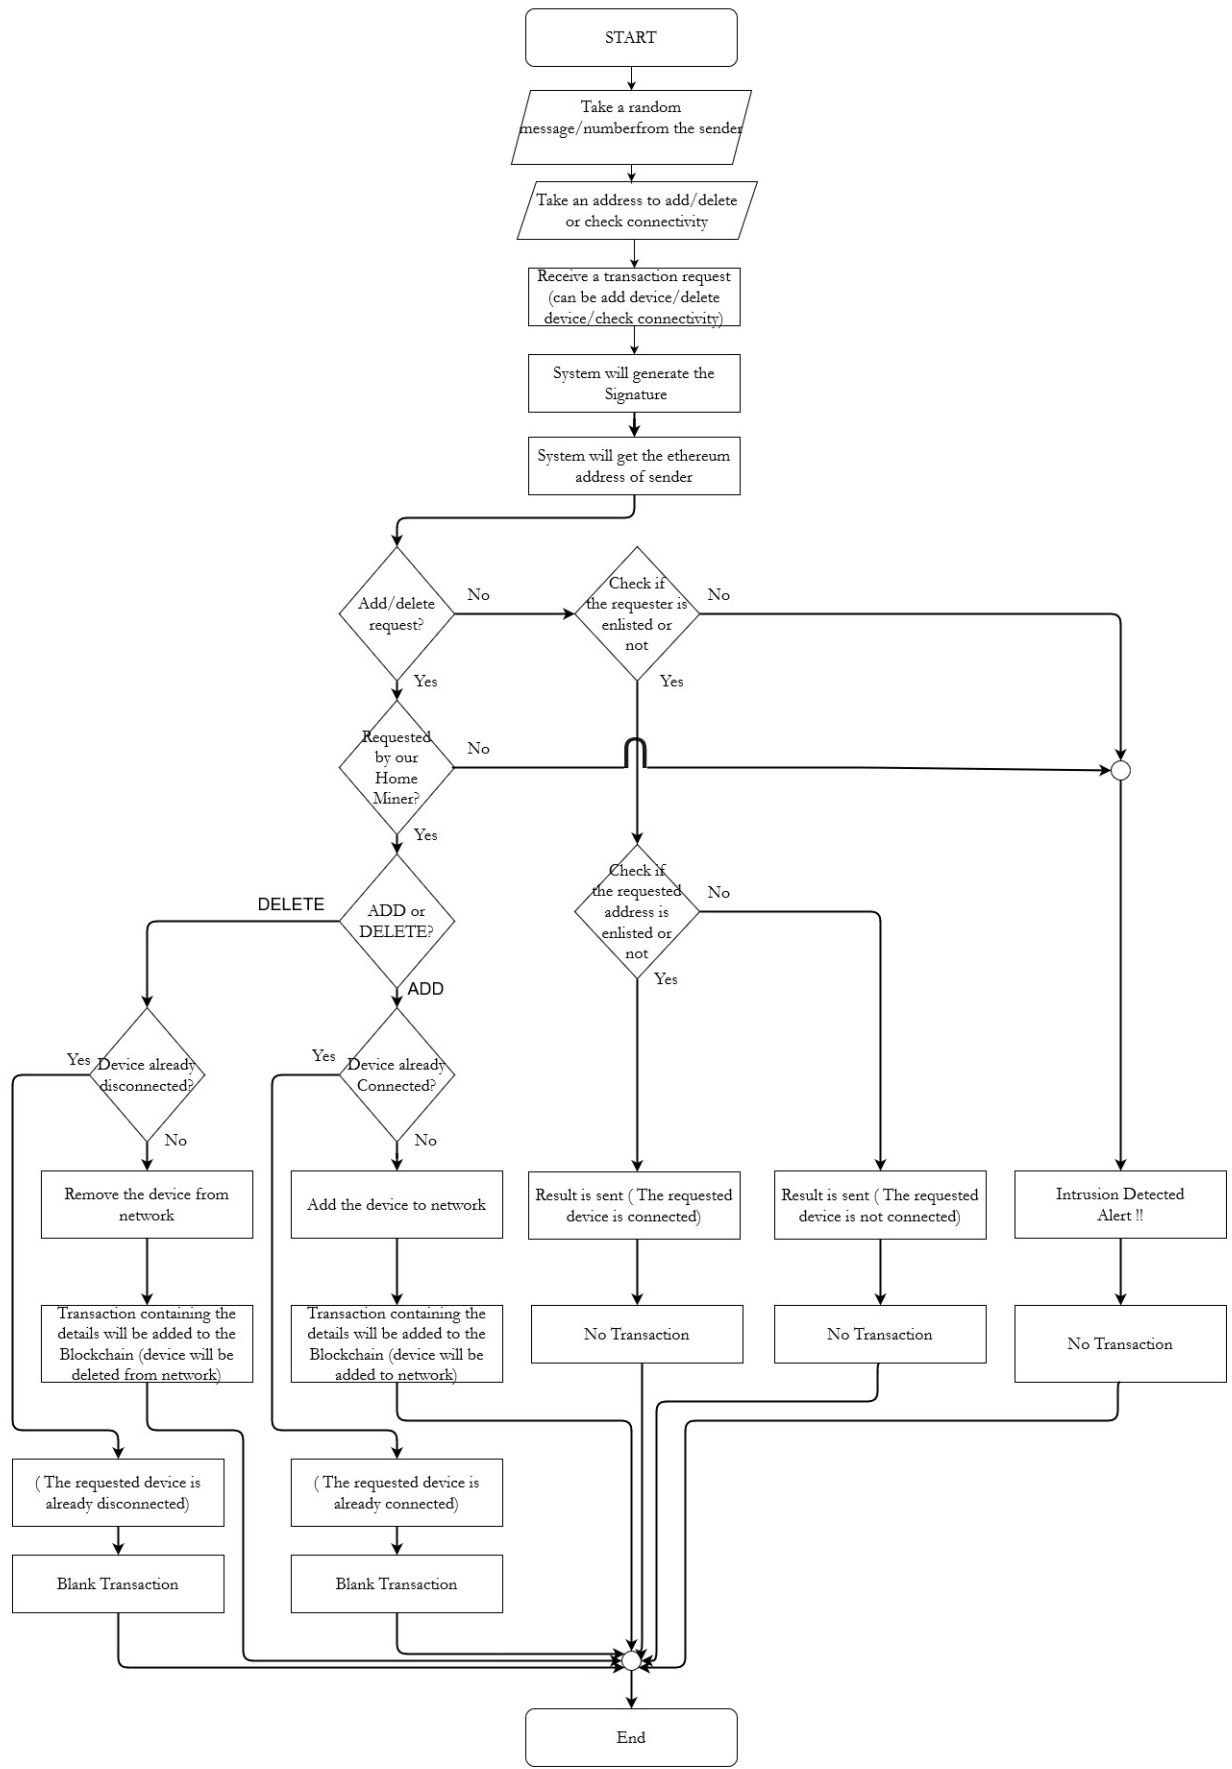 START
Take a random
message/numberfrom the sender
Take an address to add/delete
or check connectivity
Receive a transaction request
(can be add device/delete
device/check connectivity)
System will generate the
Signature
System will get the ethereum
address of sender
Add/delete
request?
No
Yes
Check if
the requester is
enlisted or
not
No
Yes
Requested
by our
Home
Miner?
No
Yes
ADD or
DELETE?
DELETE
ADD
Check if
the requested
address is
enlisted or
not
No
Yes
Device already
disconnected?
Yes
No
Device already
Connected?
Yes
No
Remove the device from
network
Add the device to network
Result is sent ( The requested
device is connected)
Result is sent ( The requested
device is not connected)
Intrusion Detected
Alert !!
Transaction containing the
details will be added to the
Blockchain (device will be
deleted from network)
Transaction containing the
details will be added to the
Blockchain (device will be
added to network)
No Transaction
No Transaction
No Transaction
( The requested device is
already disconnected)
( The requested device is
already connected)
Blank Transaction
Blank Transaction
End